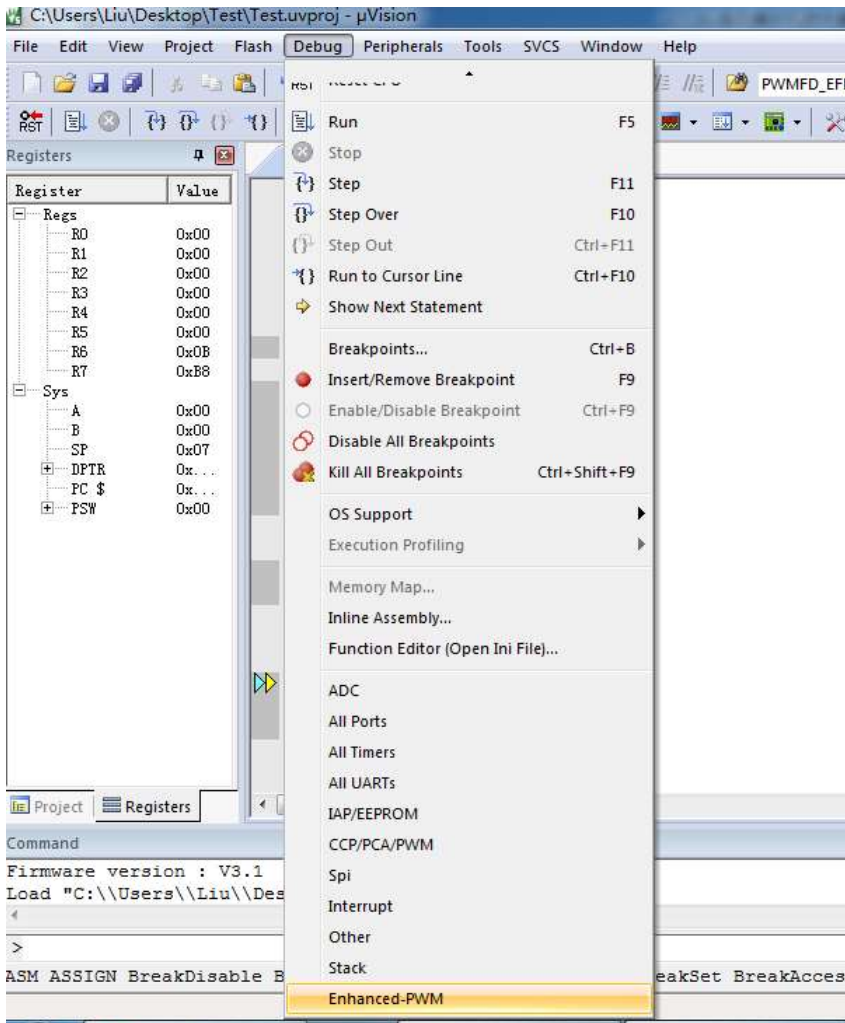 C:\Users\Liu\Desktop\Test\Test.uvproj - µVision
File Edit View Project Flash Debug Peripherals Tools SVCS Window Help
PWMFD_EF
RST
Registers
Register Value
Regs
R0 0x00
R1 0x00
R2 0x00
R3 0x00
R4 0x00
R5 0x00
R6 0x0B
R7 0xB8
Sys
A 0x00
B 0x00
SP 0x07
DPTR 0x...
PC $ 0x...
PSW 0x00
Project Registers
Run F5
Stop
Step F11
Step Over F10
Step Out Ctrl+F11
Run to Cursor Line Ctrl+F10
Show Next Statement
Breakpoints... Ctrl+B
Insert/Remove Breakpoint F9
Enable/Disable Breakpoint Ctrl+F9
Disable All Breakpoints
Kill All Breakpoints Ctrl+Shift+F9
OS Support
Execution Profiling
Memory Map...
Inline Assembly...
Function Editor (Open Ini File)...
ADC
All Ports
All Timers
All UARTs
IAP/EEPROM
CCP/PCA/PWM
Spi
Interrupt
Other
Stack
Enhanced-PWM
Command
Firmware version : V3.1
Load "C:\\Users\\Liu\\Des
>
ASM ASSIGN BreakDisable B eakSet BreakAcces